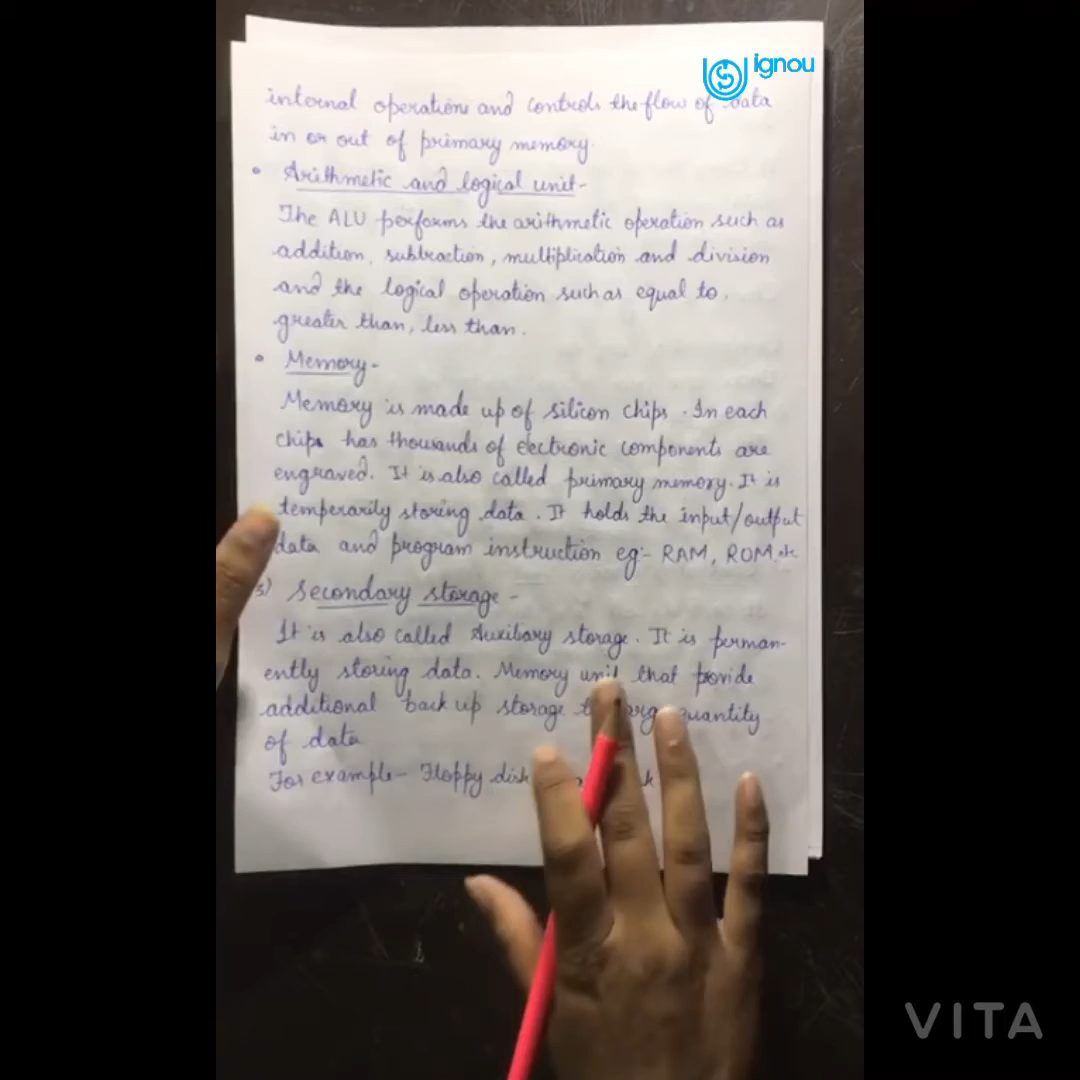 ignou
internal operations and controls the flow of data
in or out of primary memory.
Arithmetic and logical unit-
The ALU performs the arithmetic operation such as
addition, subtraction, multiplication and division
and the logical operation such as equal to,
greater than, less than.
Memory-
Memory is made up of silicon chips. In each
chips has thousands of electronic components are
engraved. It is also called primary memory. It is
temperarily storing data. It holds the input/output
data and program instruction eg:- RAM, ROM, etc
Secondary storage -
It is also called Auxiliary storage. It is perman-
ently storing data. Memory unit that provide
additional back up storage quantity
of data
For example- Floppy
VITA